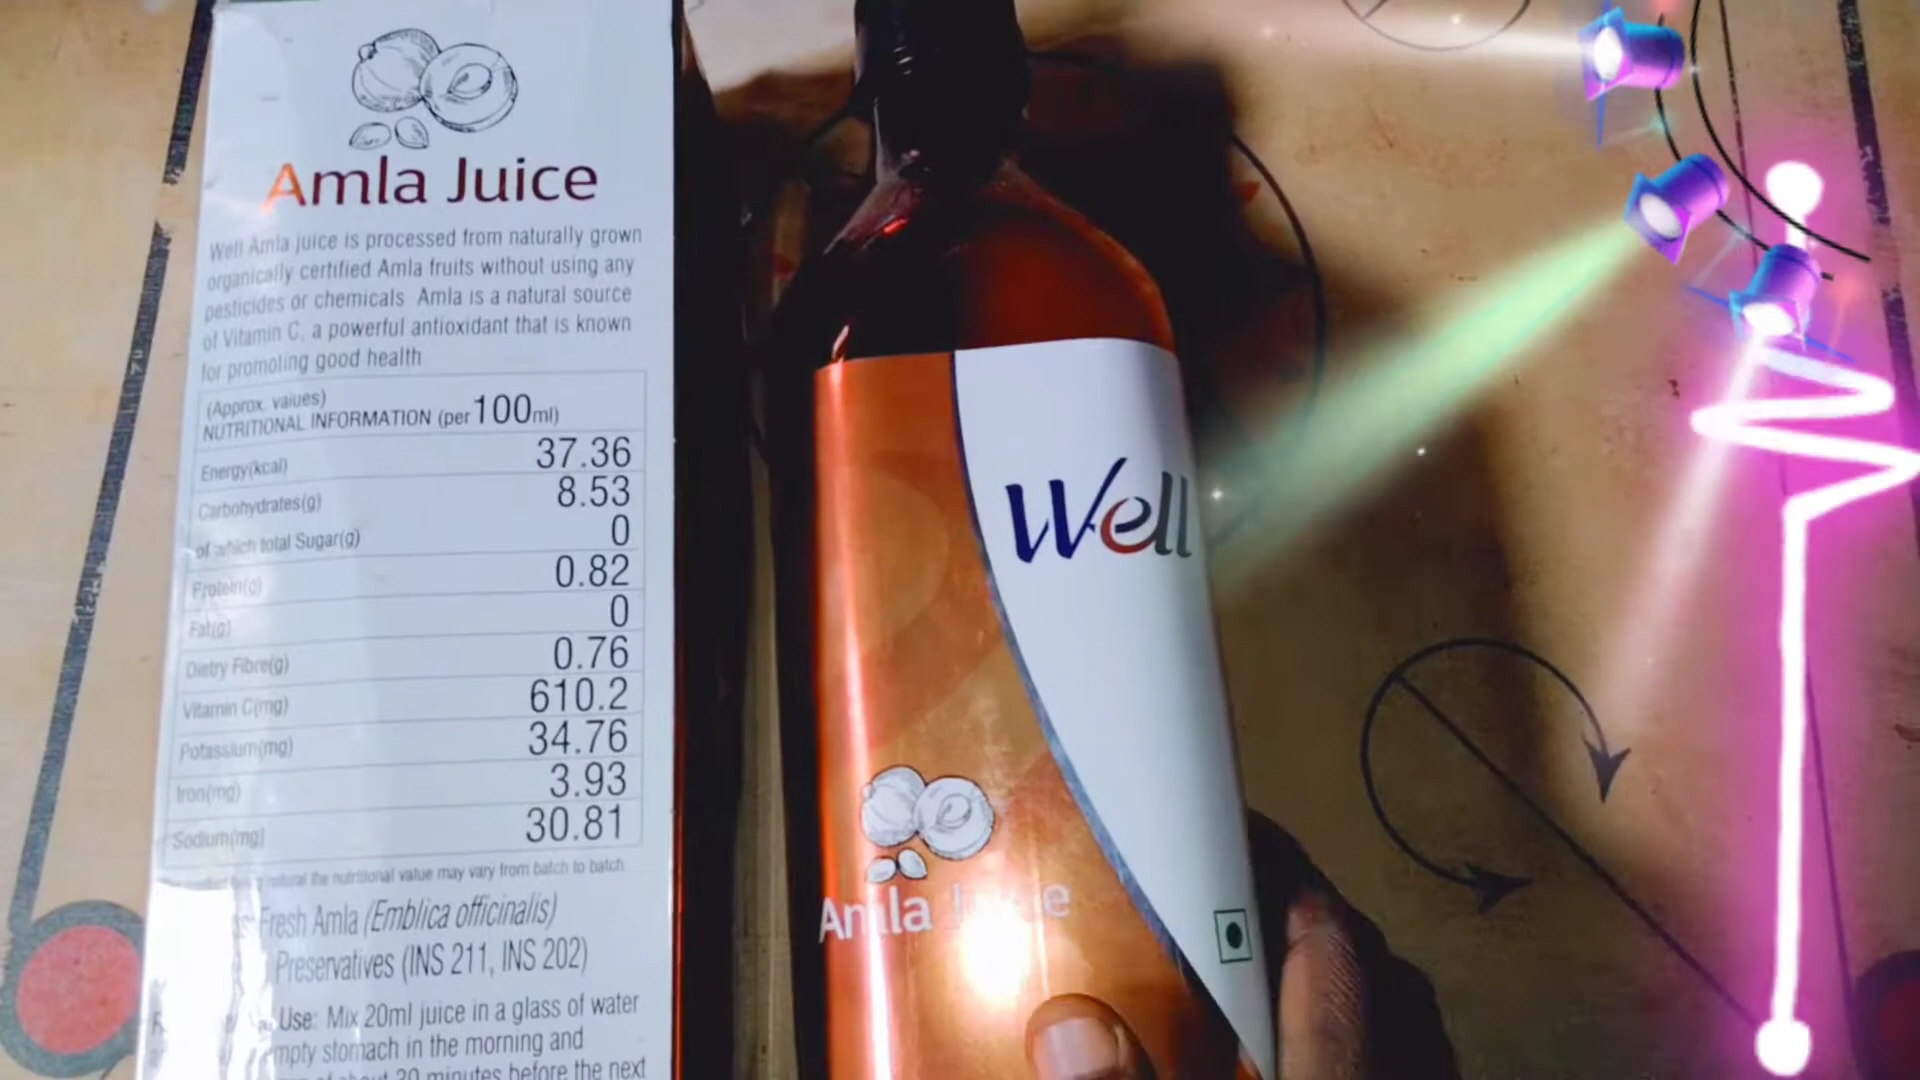 Amla Juice
Well Amla juice is processed from naturally grown
organically certified Amla fruits without using any
pesticides or chemicals Amla is a natural source
of Vitamin C, a powerful antioxidant that is known
for promoting good health
(Approx. values)
NUTRITIONAL INFORMATION (per 100ml)
Energy(kcal) 37.36
Carbohydrates(g) 8.53
of which total Sugar(g) 0
Protein(g) 0.82
Fat(g) 0
Dietry Fibre(g) 0.76
Vitamin C(mg) 610.2
Potassium(mg) 34.76
Iron(mg) 3.93
Sodium(mg) 30.81
natural the nutritional value may vary from batch to batch
Fresh Amla (Emblica officinalis)
Preservatives (INS 211, INS 202)
Use: Mix 20ml juice in a glass of water
empty stomach in the morning and
of about 30 minutes before the next
Well
Amla